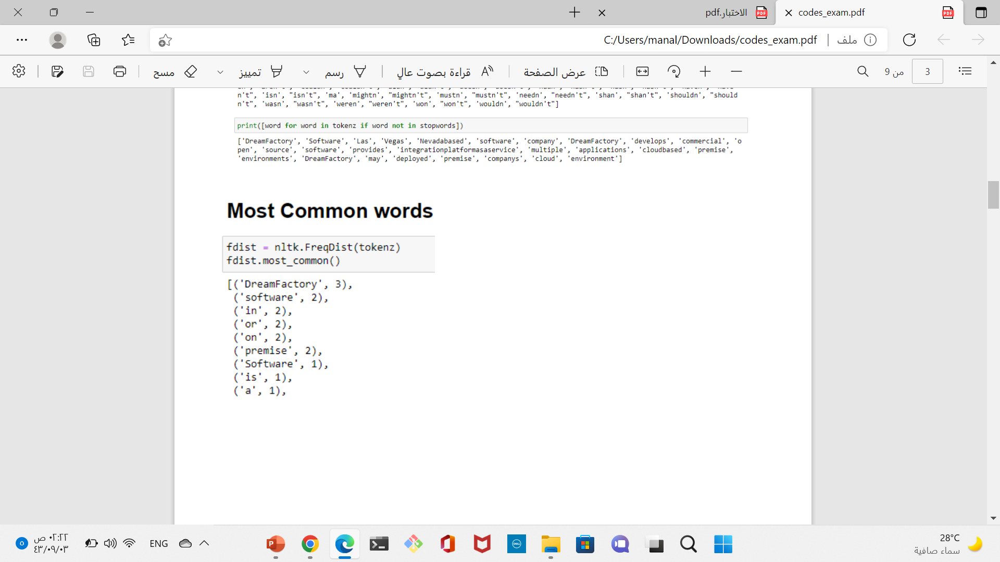 الاختبار.pdf
codes_exam.pdf
C:/Users/manal/Downloads/codes_exam.pdf
ملف
مسح
تمييز
رسم
قراءة بصوت عالٍ
عرض الصفحة
من 9
3
n't", 'isn', "isn't", 'ma', 'mightn', "mightn't", 'mustn', "mustn't", 'needn', "needn't", 'shan', "shan't", 'shouldn', "should
n't", 'wasn', "wasn't", 'weren', "weren't", 'won', "won't", 'wouldn', "wouldn't"]
print([word for word in tokenz if word not in stopwords])
['DreamFactory', 'Software', 'Las', 'Vegas', 'Nevadabased', 'software', 'company', 'DreamFactory', 'develops', 'commercial', 'o
pen', 'source', 'software', 'provides', 'integrationplatformasaservice', 'multiple', 'applications', 'cloudbased', 'premise',
'environments', 'DreamFactory', 'may', 'deployed', 'premise', 'companys', 'cloud', 'environment']
Most Common words
fdist = nltk.FreqDist(tokenz)
fdist.most_common()
[('DreamFactory', 3),
('software', 2),
('in', 2),
('or', 2),
('on', 2),
('premise', 2),
('Software', 1),
('is', 1),
('a', 1),
٠٢:٢٢ ص
٤٣/٠٩/٠٣
ENG
28°C
سماء صافية